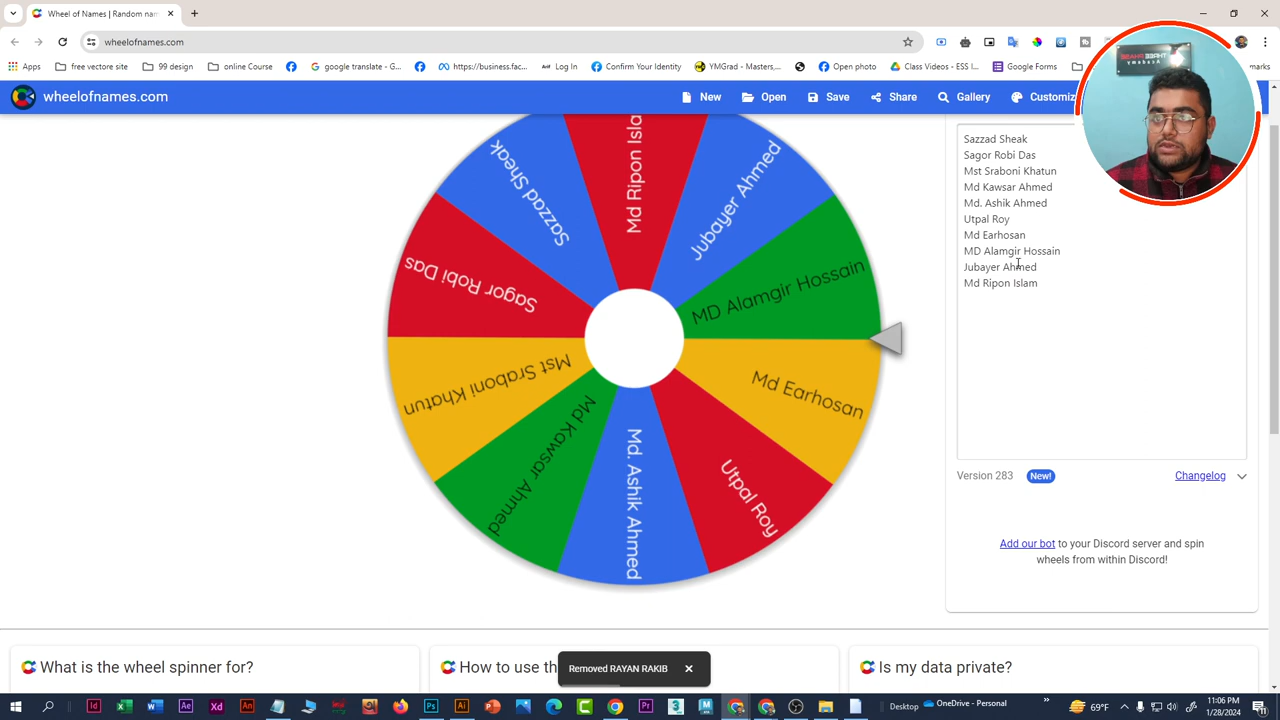 Wheel of Names | Random nam
wheelofnames.com
Apps
free vectore site
99 design
online Course
google translate - G...
business.fac...
Log In
Confirm Your Identity
YMGrad - Masters,...
Open to
Class Videos - ESS I...
Google Forms
kmarks
wheelofnames.com
New
Open
Save
Share
Gallery
Customiz
THREE PHASE
Academy
Sazzad Sheak
Sagor Robi Das
Mst Sraboni Khatun
Md Kawsar Ahmed
Md. Ashik Ahmed
Utpal Roy
Md Earhosan
MD Alamgir Hossain
Jubayer Ahmed
Md Ripon Islam
Md Ripon Isla
Jubayer Ahmed
MD Alamgir Hossain
Md Earhosan
Utpal Roy
Md. Ashik Ahmed
Md Kawsar Ahmed
Mst Sraboni Khatun
Sagor Robi Das
Sazzad Sheak
Version 283
New!
Changelog
Add our bot to your Discord server and spin
wheels from within Discord!
What is the wheel spinner for?
How to use th
Is my data private?
Removed RAYAN RAKIB
Desktop
OneDrive - Personal
69°F
11:06 PM
1/28/2024